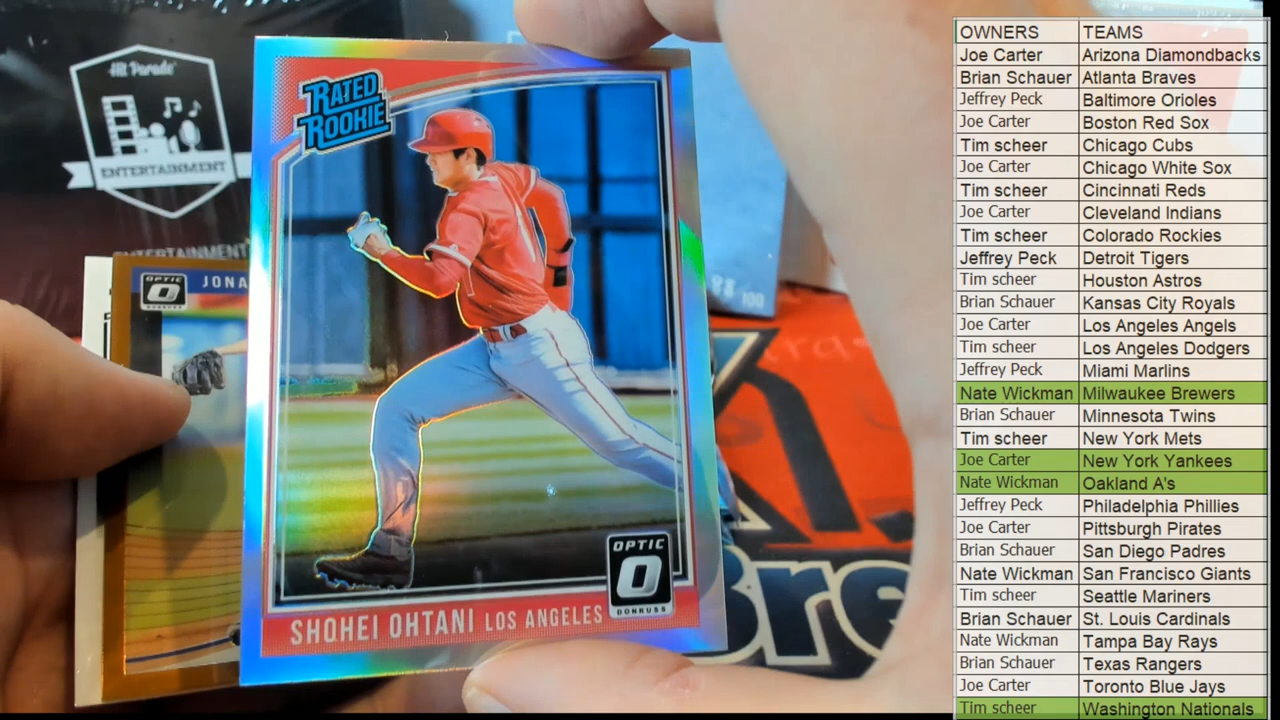 Hit Parade
ENTERTAINMENT
ENTERTAINMENT
OPTIC
DONRUSS
JONA
RATED
ROOKIE
OPTIC
DONRUSS
SHOHEI OHTANI LOS ANGELES
100
Bre
OWNERS TEAMS
Joe Carter Arizona Diamondbacks
Brian Schauer Atlanta Braves
Jeffrey Peck Baltimore Orioles
Joe Carter Boston Red Sox
Tim scheer Chicago Cubs
Joe Carter Chicago White Sox
Tim scheer Cincinnati Reds
Joe Carter Cleveland Indians
Tim scheer Colorado Rockies
Jeffrey Peck Detroit Tigers
Tim scheer Houston Astros
Brian Schauer Kansas City Royals
Joe Carter Los Angeles Angels
Tim scheer Los Angeles Dodgers
Jeffrey Peck Miami Marlins
Nate Wickman Milwaukee Brewers
Brian Schauer Minnesota Twins
Tim scheer New York Mets
Joe Carter New York Yankees
Nate Wickman Oakland A's
Jeffrey Peck Philadelphia Phillies
Joe Carter Pittsburgh Pirates
Brian Schauer San Diego Padres
Nate Wickman San Francisco Giants
Tim scheer Seattle Mariners
Brian Schauer St. Louis Cardinals
Nate Wickman Tampa Bay Rays
Brian Schauer Texas Rangers
Joe Carter Toronto Blue Jays
Tim scheer Washington Nationals